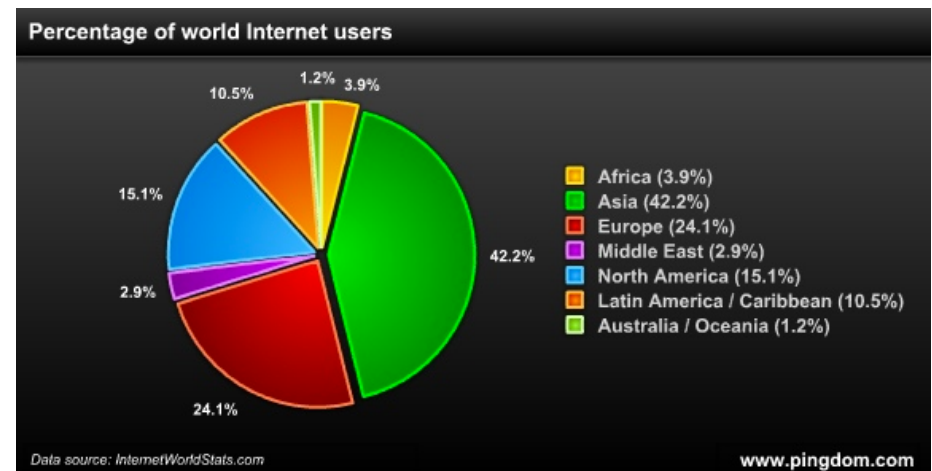 Percentage of world Internet users
1.2%
3.9%
10.5%
15.1%
42.2%
2.9%
24.1%
Africa (3.9%)
Asia (42.2%)
Europe (24.1%)
Middle East (2.9%)
North America (15.1%)
Latin America / Caribbean (10.5%)
Australia / Oceania (1.2%)
Data source: InternetWorldStats.com
www.pingdom.com